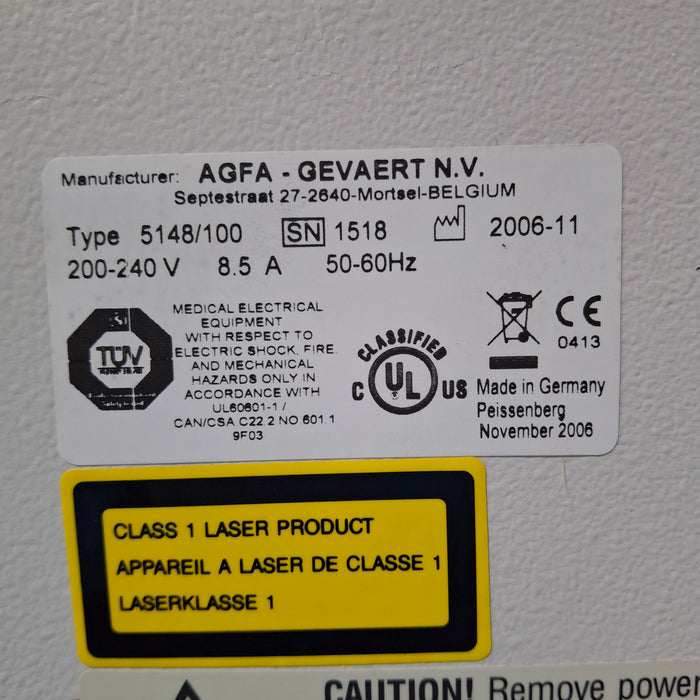 Manufacturer: AGFA - GEVAERT N.V.
Septestraat 27-2640-Mortsel-BELGIUM
Type 5148/100 SN 1518 2006-11
200-240 V 8.5 A 50-60Hz
TÜV
MEDICAL ELECTRICAL
EQUIPMENT
WITH RESPECT TO
ELECTRIC SHOCK, FIRE
AND MECHANICAL
HAZARDS ONLY IN
ACCORDANCE WITH
UL60601-1 /
CAN/CSA C22.2 NO 601.1
9F03
CLASSIFIED
C UL US
CE
0413
Made in Germany
Peissenberg
November 2006
CLASS 1 LASER PRODUCT
APPAREIL A LASER DE CLASSE 1
LASERKLASSE 1
CAUTION! Remove power